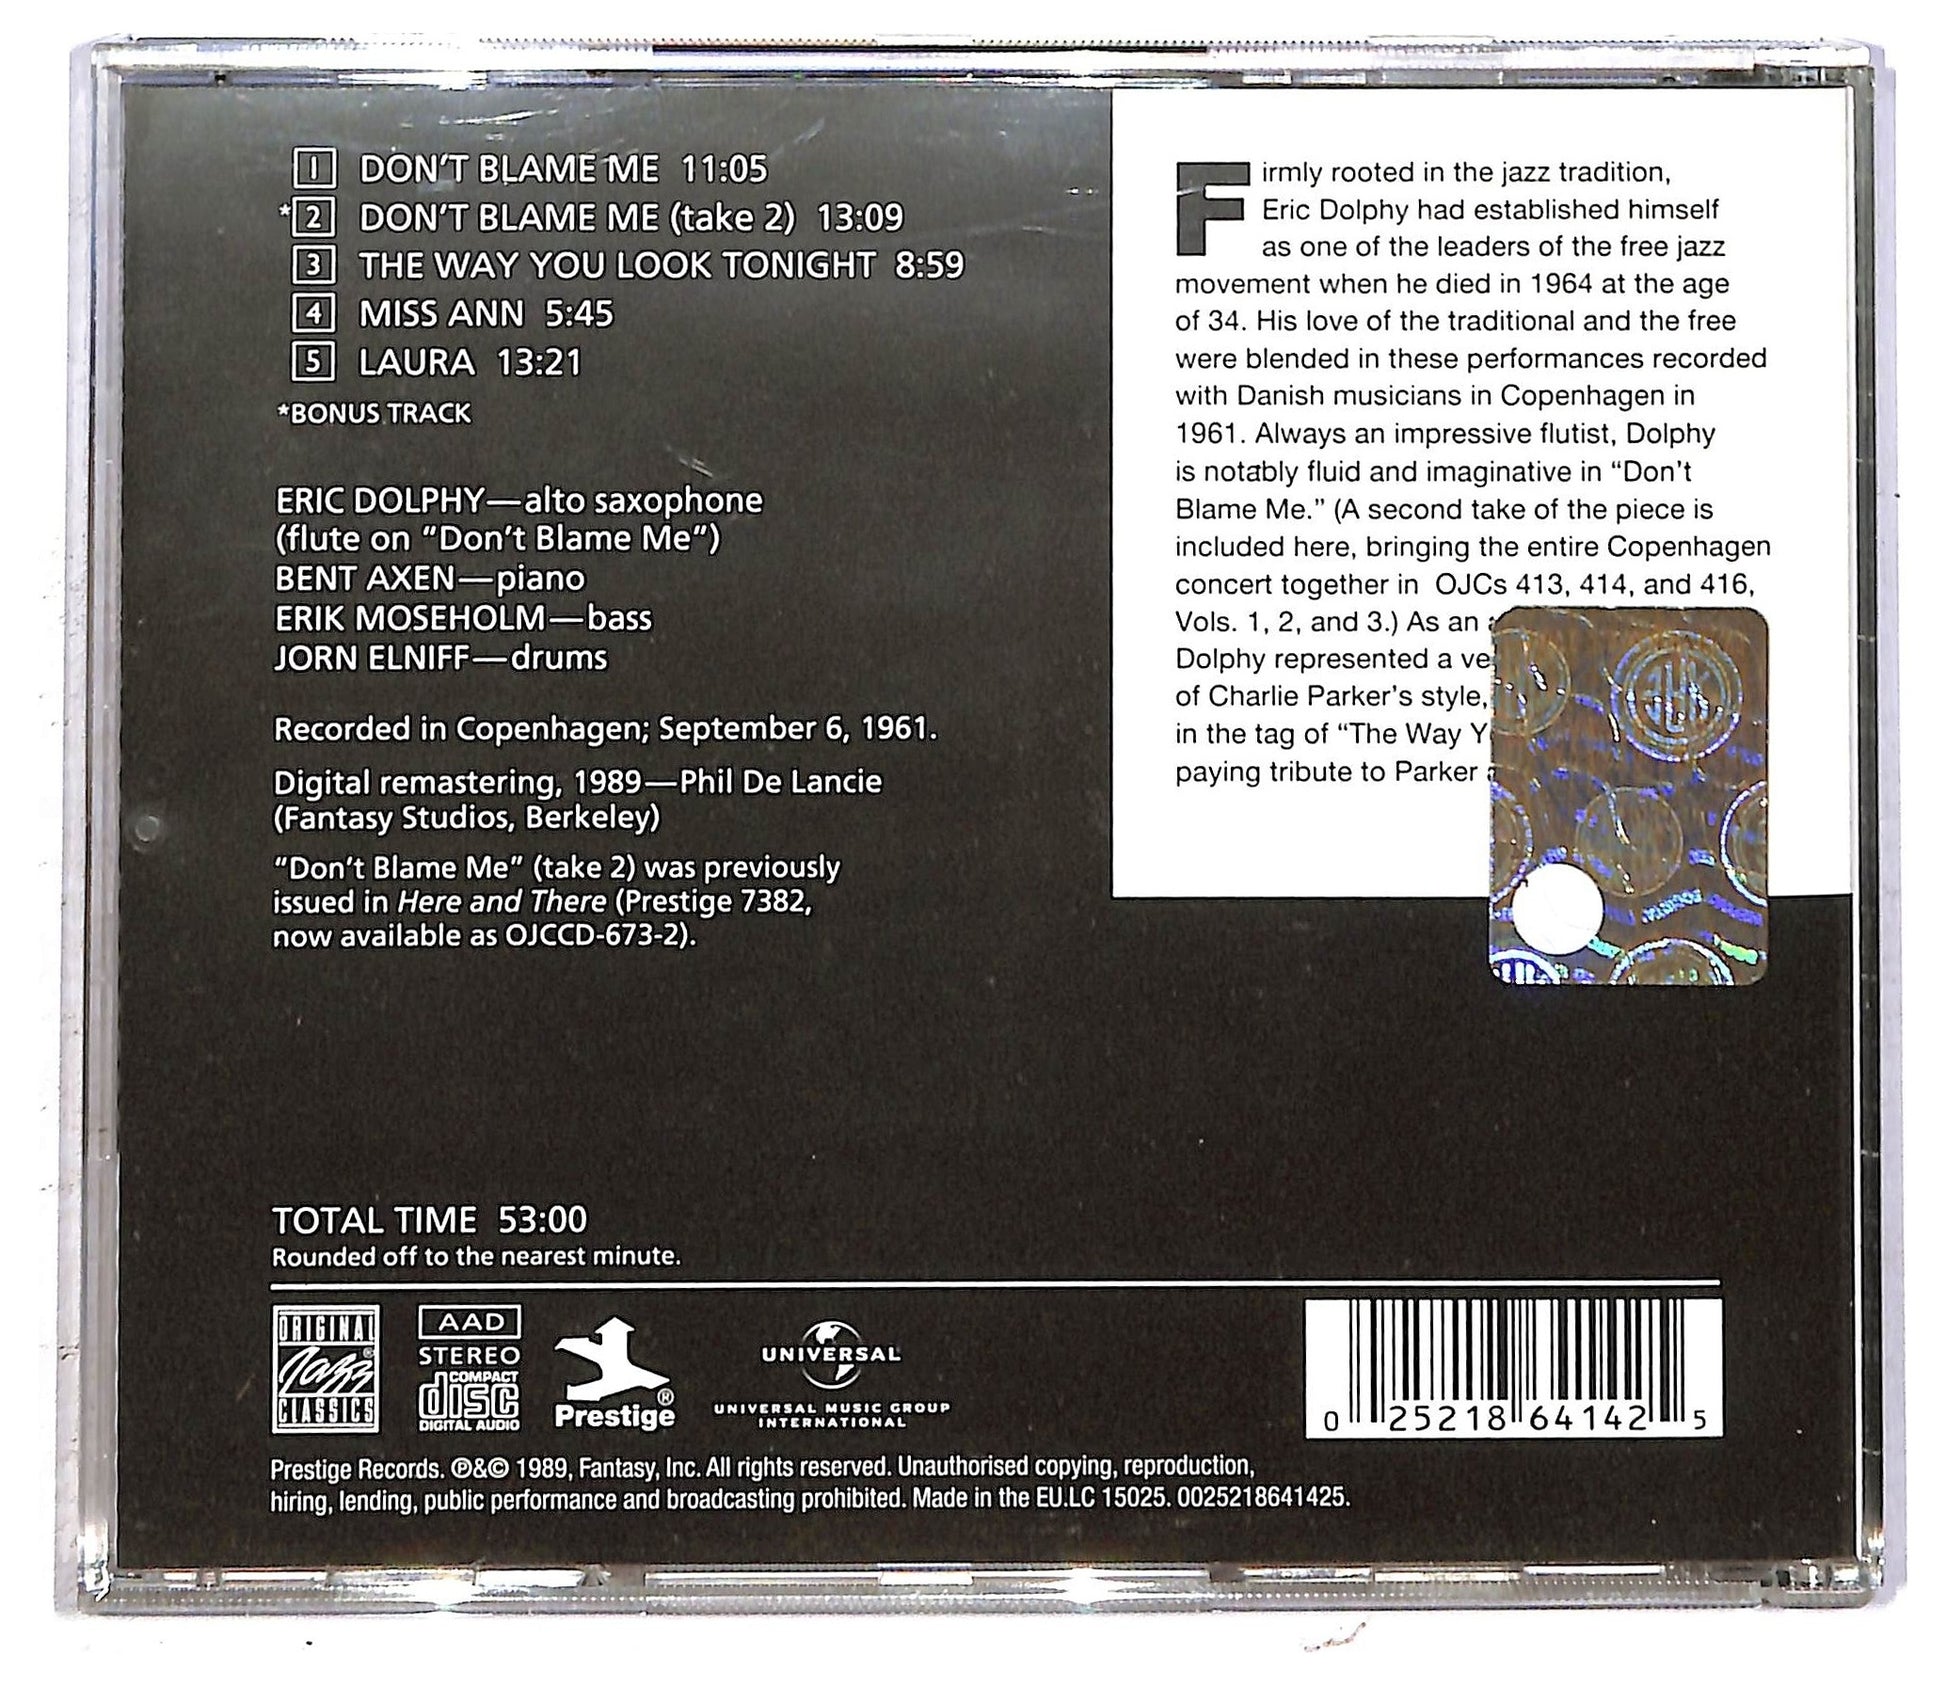 1 DON'T BLAME ME 11:05
*2 DON'T BLAME ME (take 2) 13:09
3 THE WAY YOU LOOK TONIGHT 8:59
4 MISS ANN 5:45
5 LAURA 13:21
*BONUS TRACK
ERIC DOLPHY—alto saxophone
(flute on "Don't Blame Me")
BENT AXEN—piano
ERIK MOSEHOLM—bass
JORN ELNIFF—drums
Recorded in Copenhagen; September 6, 1961.
Digital remastering, 1989—Phil De Lancie
(Fantasy Studios, Berkeley)
"Don't Blame Me" (take 2) was previously
issued in Here and There (Prestige 7382,
now available as OJCCD-673-2).
Firmly rooted in the jazz tradition,
Eric Dolphy had established himself
as one of the leaders of the free jazz
movement when he died in 1964 at the age
of 34. His love of the traditional and the free
were blended in these performances recorded
with Danish musicians in Copenhagen in
1961. Always an impressive flutist, Dolphy
is notably fluid and imaginative in “Don't
Blame Me.” (A second take of the piece is
included here, bringing the entire Copenhagen
concert together in OJCs 413, 414, and 416,
Vols. 1, 2, and 3.) As an
Dolphy represented a
of Charlie Parker's style,
in the tag of “The Way
paying tribute to Parker
TOTAL TIME 53:00
Rounded off to the nearest minute.
ORIGINAL
Jazz®
CLASSICS
AAD
STEREO
COMPACT
disc
DIGITAL AUDIO
Prestige®
UNIVERSAL
UNIVERSAL MUSIC GROUP
INTERNATIONAL
0 25218 64142 5
Prestige Records. ℗&© 1989, Fantasy, Inc. All rights reserved. Unauthorised copying, reproduction,
hiring, lending, public performance and broadcasting prohibited. Made in the EU.LC 15025. 0025218641425.